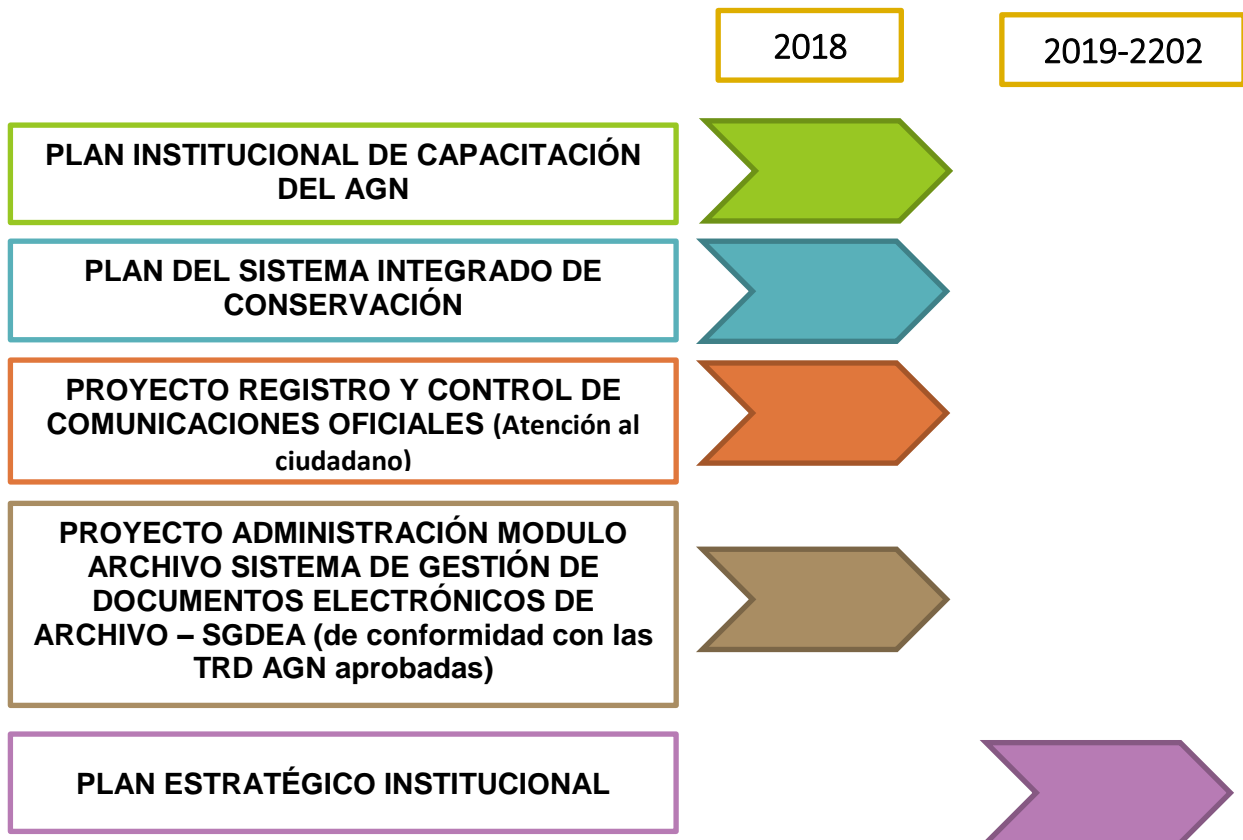 2018
2019-2202
PLAN INSTITUCIONAL DE CAPACITACIÓN
DEL AGN
PLAN DEL SISTEMA INTEGRADO DE
CONSERVACIÓN
PROYECTO REGISTRO Y CONTROL DE
COMUNICACIONES OFICIALES (Atención al
ciudadano)
PROYECTO ADMINISTRACIÓN MODULO
ARCHIVO SISTEMA DE GESTIÓN DE
DOCUMENTOS ELECTRÓNICOS DE
ARCHIVO – SGDEA (de conformidad con las
TRD AGN aprobadas)
PLAN ESTRATÉGICO INSTITUCIONAL